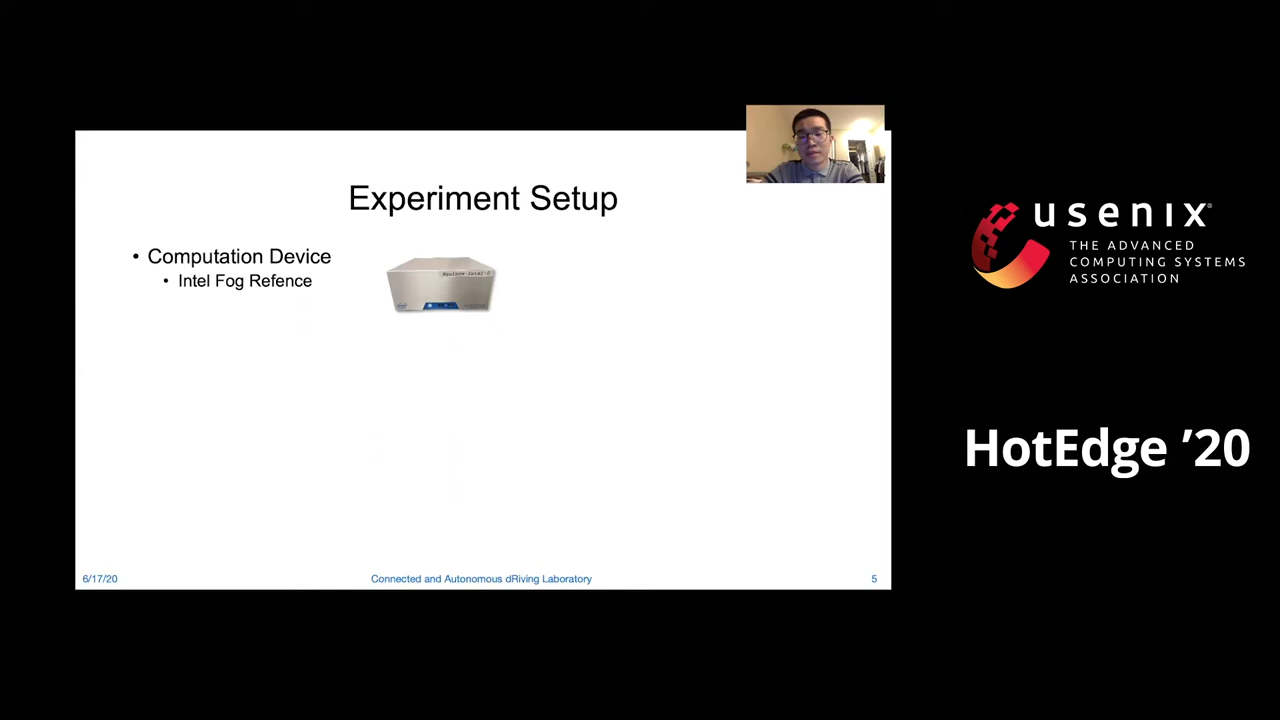 Experiment Setup
• Computation Device
• Intel Fog Refence
6/17/20
Connected and Autonomous dRiving Laboratory
5
usenix®
THE ADVANCED
COMPUTING SYSTEMS
ASSOCIATION
HotEdge ’20